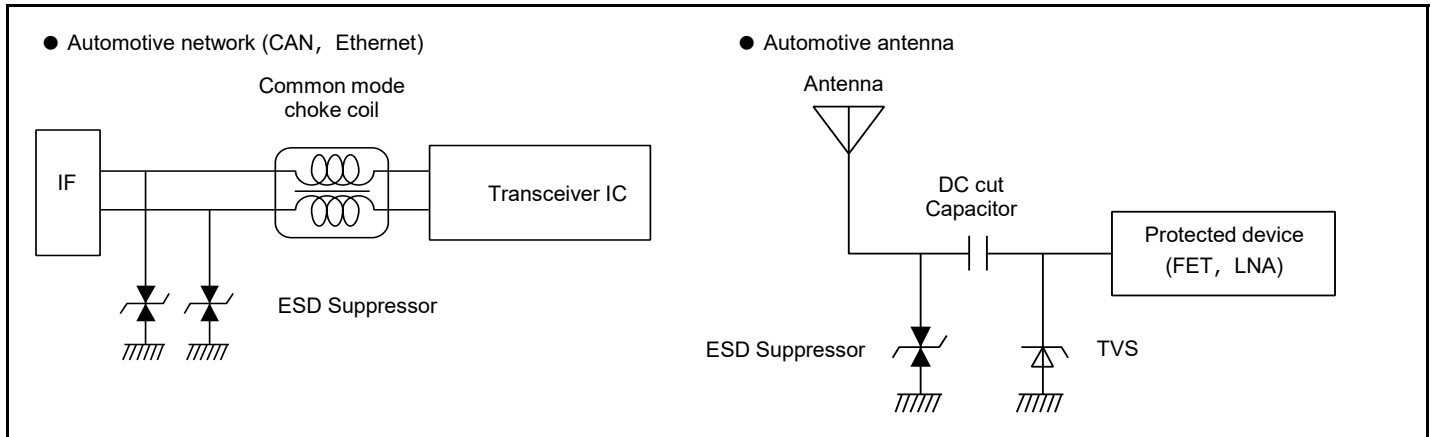 ● Automotive network (CAN，Ethernet)
Common mode
choke coil
IF
Transceiver IC
ESD Suppressor
● Automotive antenna
Antenna
DC cut
Capacitor
Protected device
(FET，LNA)
ESD Suppressor
TVS